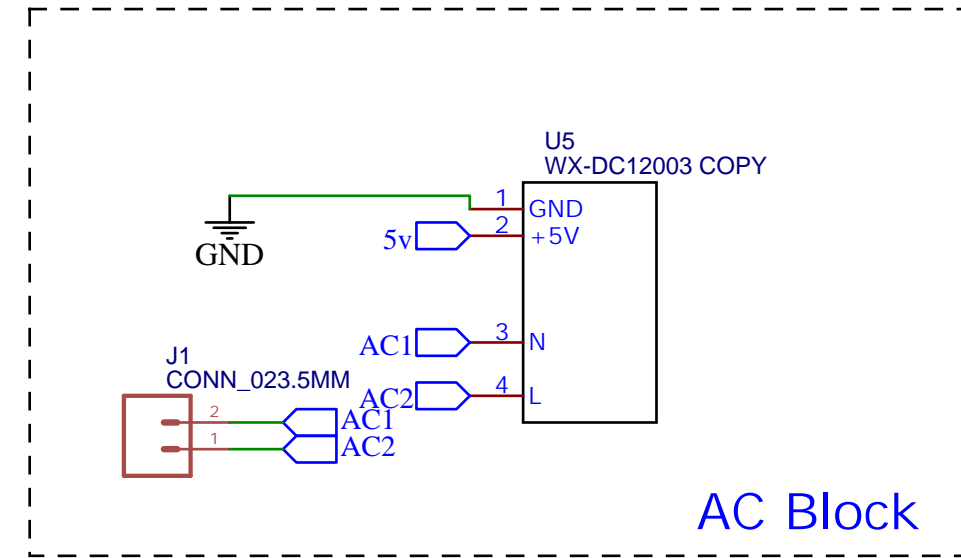 U5
WX-DC12003 COPY
1
GND
2
+5V
5v
GND
3
N
AC1
J1
CONN_023.5MM
4
L
AC2
2
AC1
1
AC2
AC Block